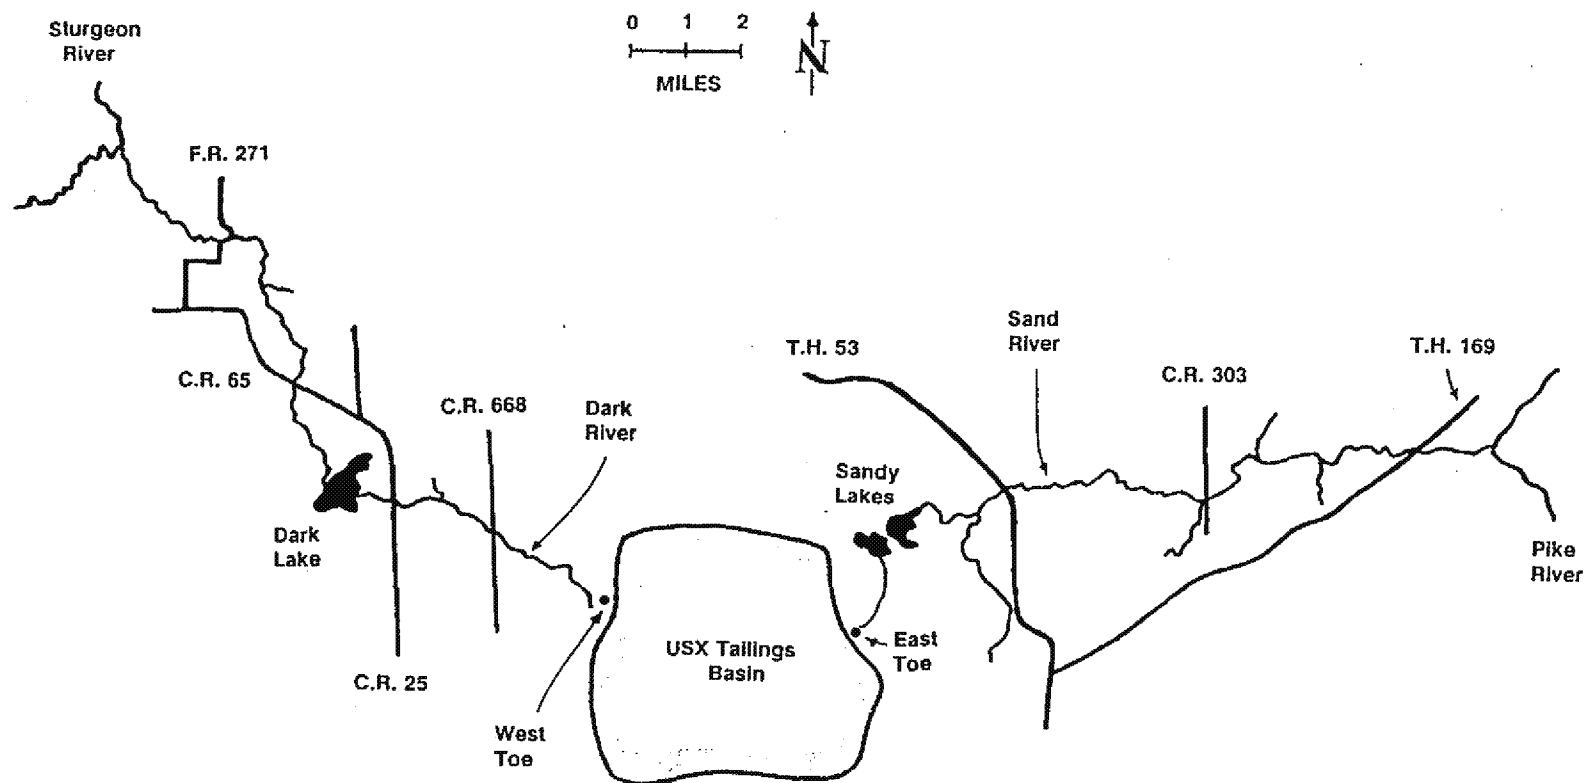 Sturgeon
River
0 1 2
MILES
N
F.R. 271
C.R. 65
C.R. 668
Dark
River
Dark
Lake
C.R. 25
West
Toe
USX Tailings
Basin
East
Toe
Sandy
Lakes
T.H. 53
Sand
River
C.R. 303
T.H. 169
Pike
River